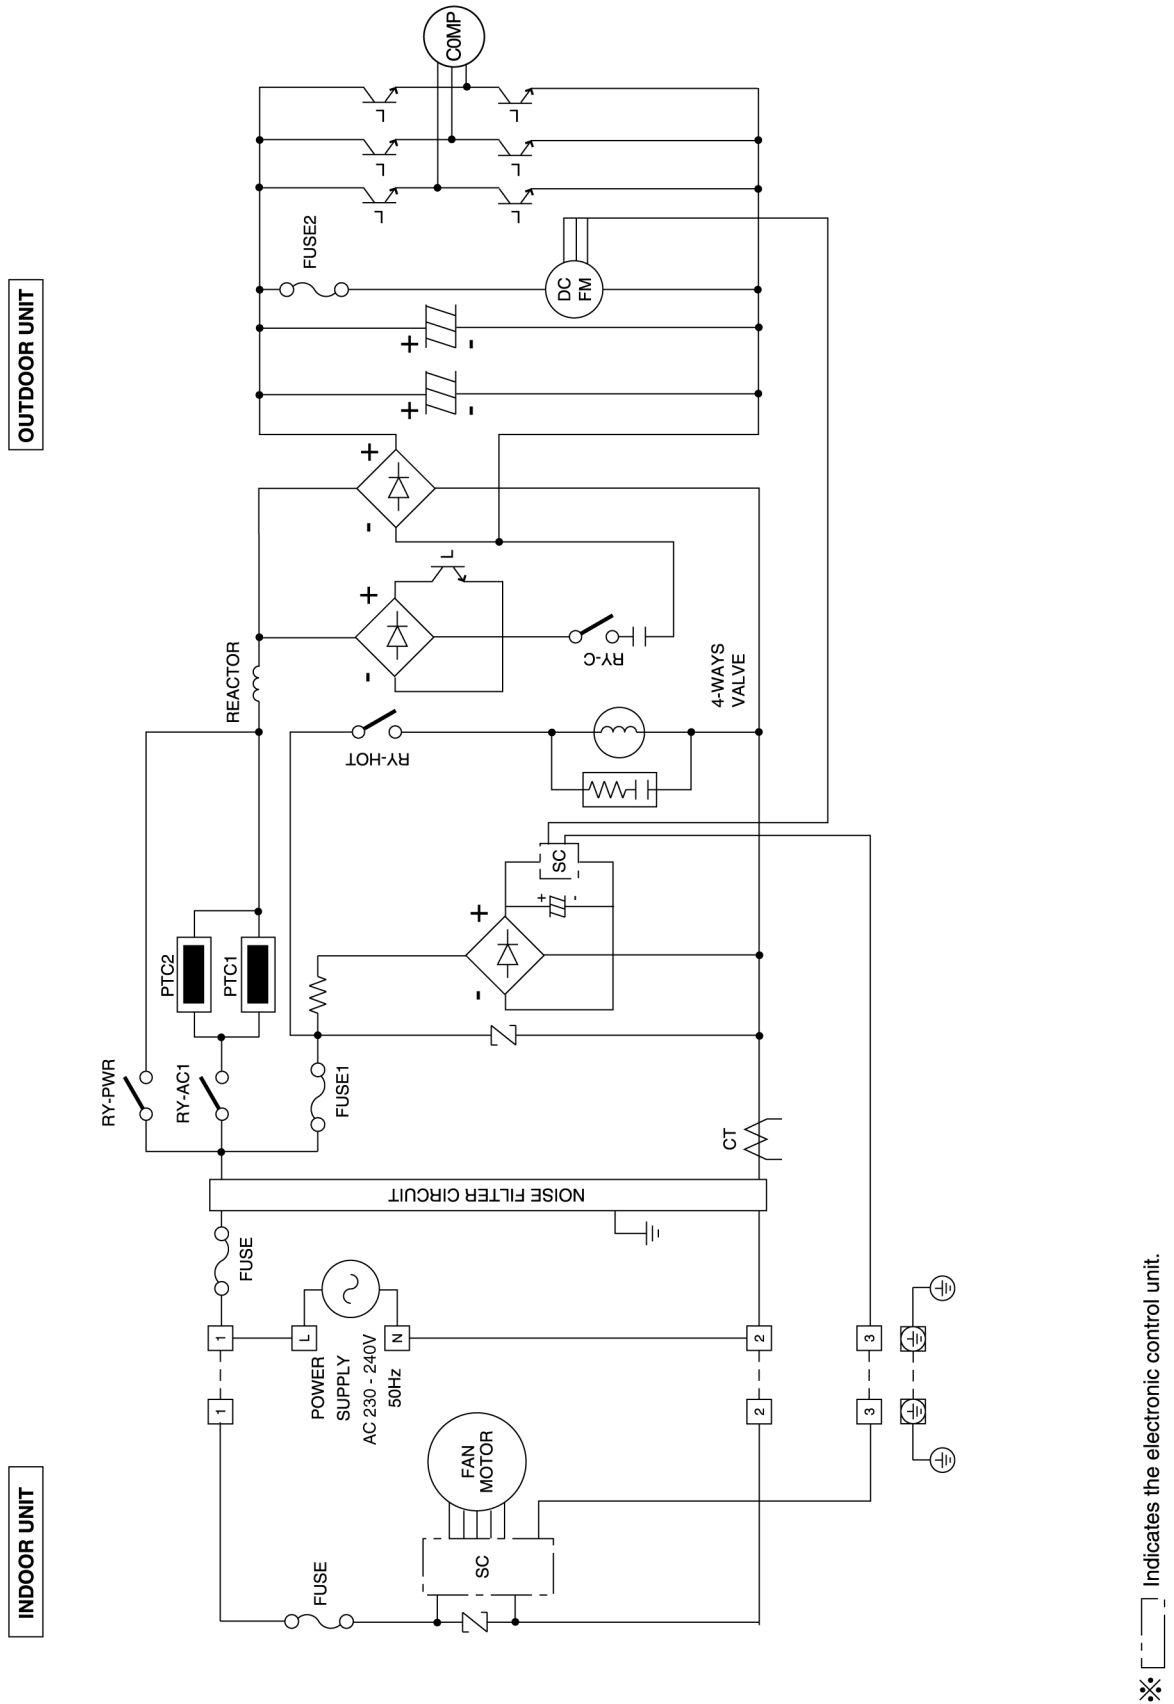 INDOOR UNIT
OUTDOOR UNIT
FUSE
SC
FAN
MOTOR
1
1
2
2
3
3
POWER
SUPPLY
AC 230 - 240V
50Hz
L
N
FUSE
NOISE FILTER CIRCUIT
CT
RY-PWR
RY-AC1
FUSE1
PTC2
PTC1
+
-
+
-
SC
REACTOR
RY-HOT
4-WAYS
VALVE
+
-
L
RY-C
+
-
+
-
+
-
FUSE2
DC
FM
L
L
L
L
L
L
C0MP
※ Indicates the electronic control unit.